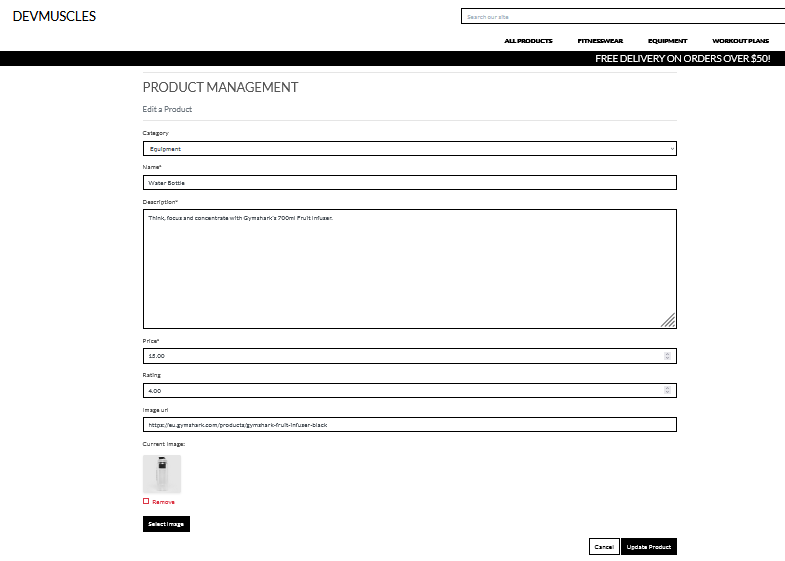 DEVMUSCLES
Search our site
ALL PRODUCTS FITNESSWEAR EQUIPMENT WORKOUT PLANS
FREE DELIVERY ON ORDERS OVER $50!
PRODUCT MANAGEMENT
Edit a Product
Category
Equipment
Name*
Water Bottle
Description*
Think, focus and concentrate with Gymshark's 700ml Fruit Infuser.
Price*
15.00
Rating
4.00
Image url
https://eu.gymshark.com/products/gymshark-fruit-infuser-black
Current Image:
Remove
Select Image
Cancel Update Product